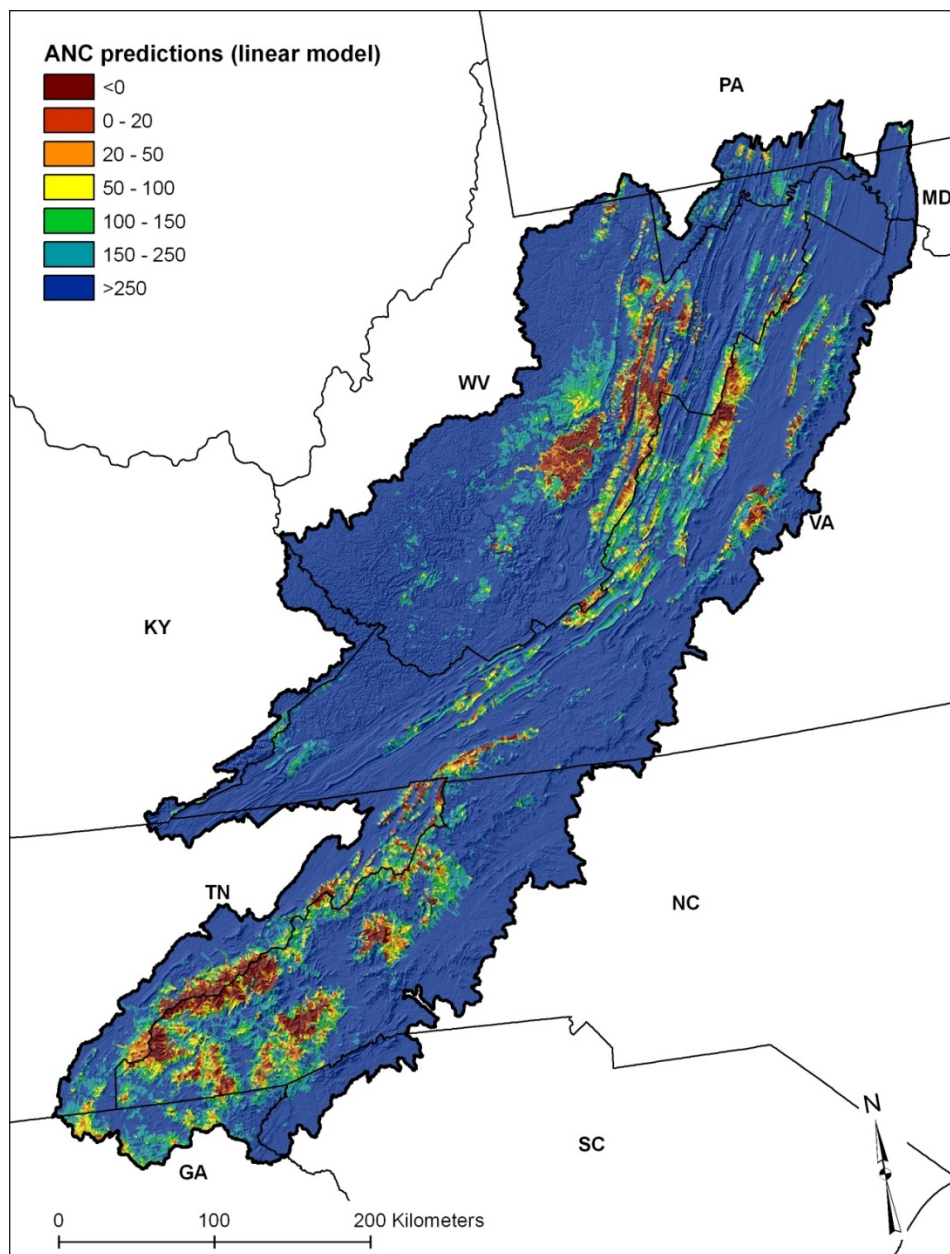 ANC predictions (linear model)
<0
0 - 20
20 - 50
50 - 100
100 - 150
150 - 250
>250
PA
MD
WV
VA
KY
TN
NC
SC
GA
N
0 100 200 Kilometers